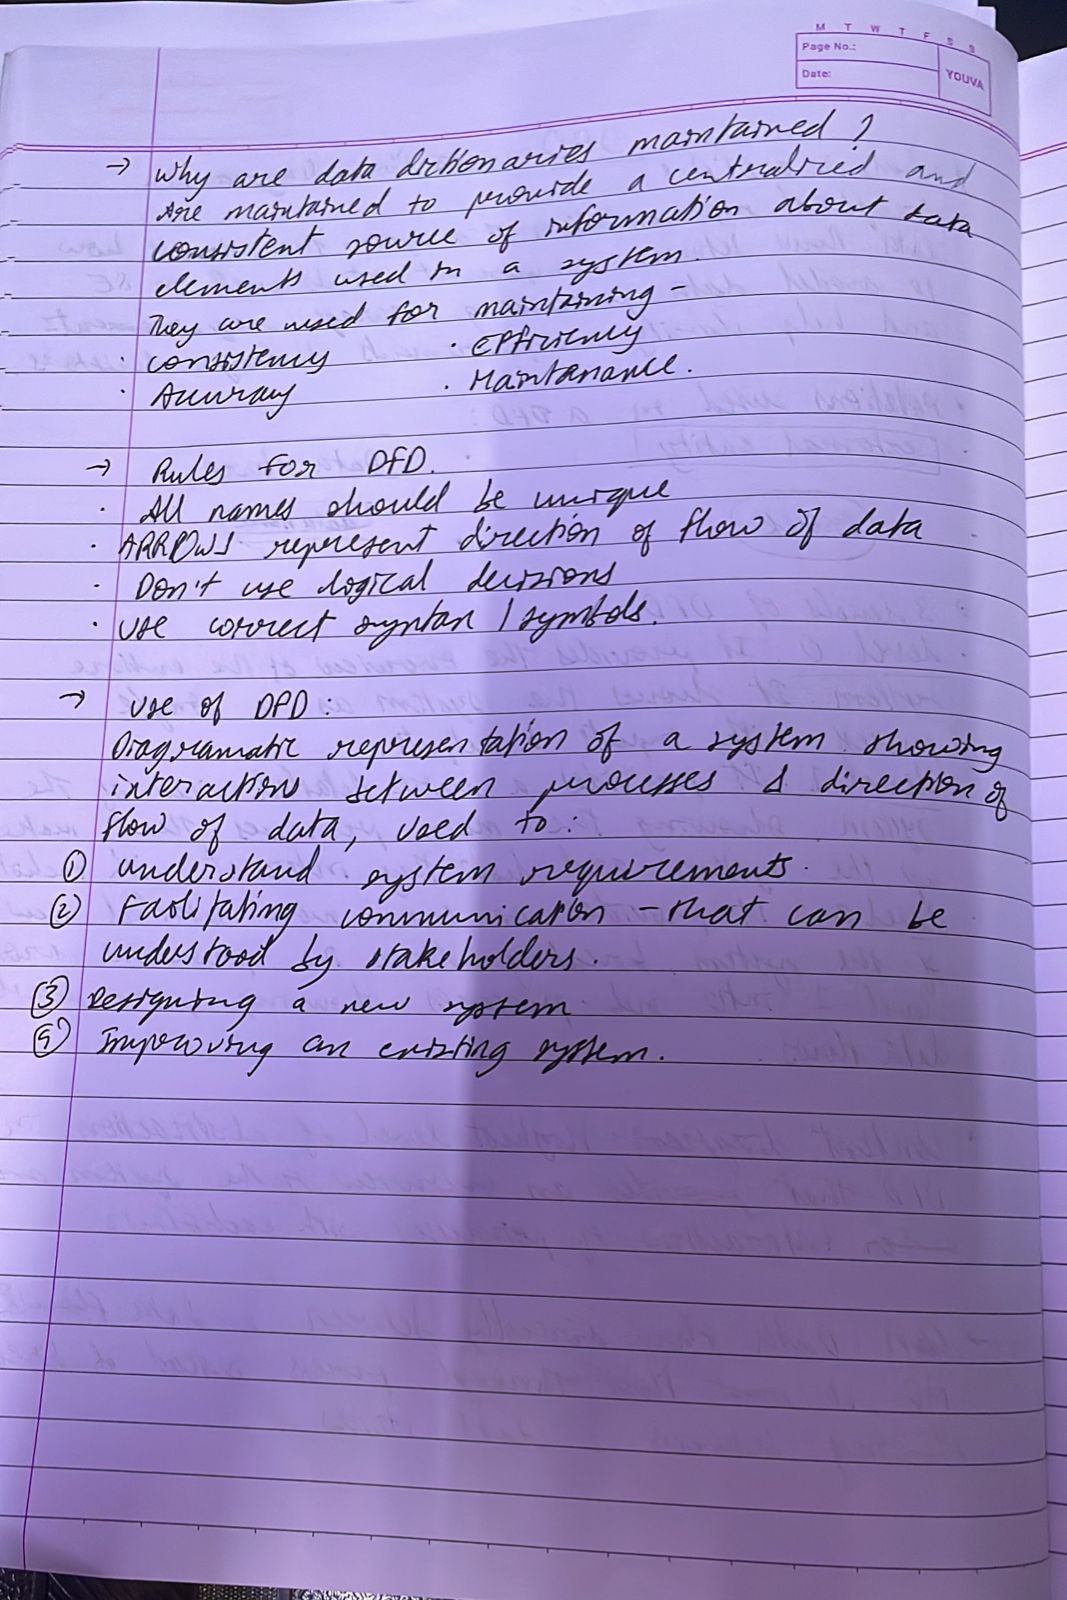 M T W T F S S
Page No.:
Date:
YOUVA
→ Why are data dictionaries maintained ?
Are maintained to provide a centralized and
consistent source of information about data
elements used in a system.
They are used for maintaining -
· consistency · Efficiency
· Accuracy · Maintanance.
→ Rules for DFD.
· All names should be unique
· ARROWS represent direction of flow of data
· Don't use logical decisions
· Use correct syntax / symbols.
→ Use of DFD :
Diagramatic representation of a system showing
interactions between processes & direction of
flow of data, used to :
① understand system requirements.
② Facilitating communication - that can be
understood by stakeholders.
③ Designing a new system
④ Improving an existing system.